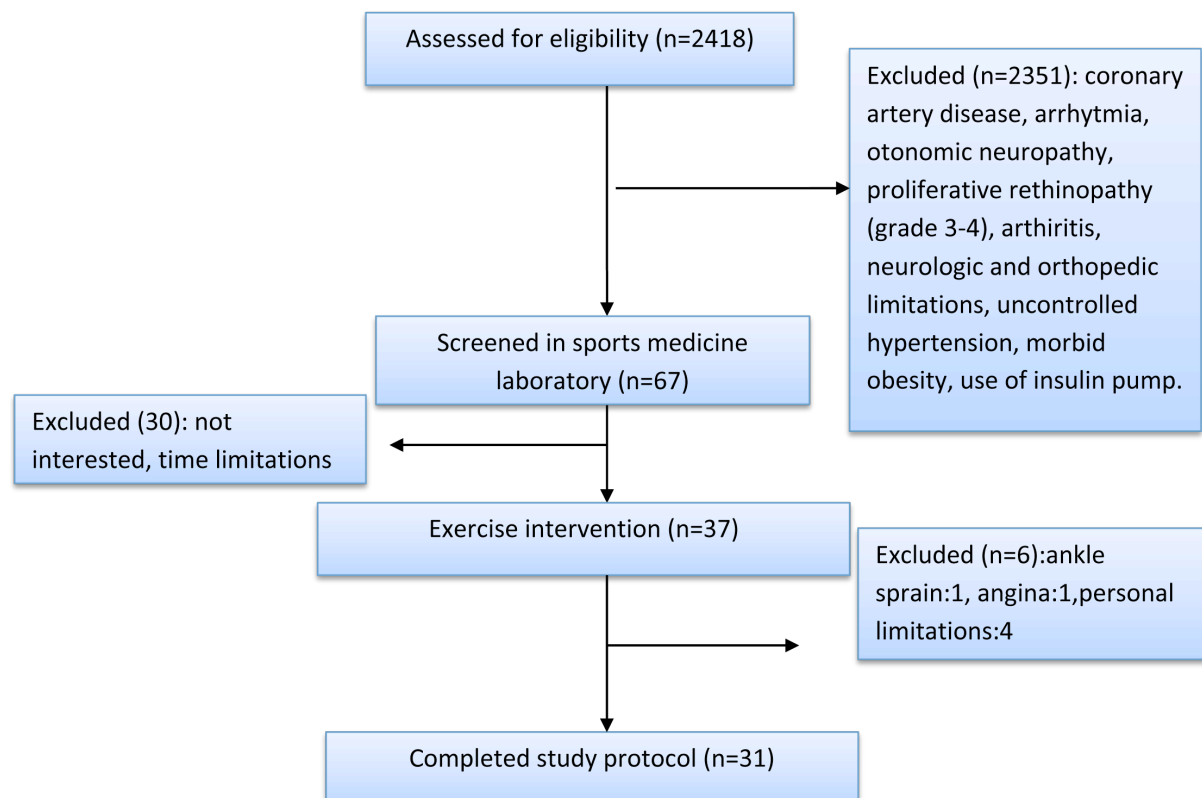 Assessed for eligibility (n=2418)
Excluded (n=2351): coronary
artery disease, arrhytmia,
otonomic neuropathy,
proliferative rethinopathy
(grade 3-4), arthiritis,
neurologic and orthopedic
limitations, uncontrolled
hypertension, morbid
obesity, use of insulin pump.
Screened in sports medicine
laboratory (n=67)
Excluded (30): not
interested, time limitations
Exercise intervention (n=37)
Excluded (n=6):ankle
sprain:1, angina:1,personal
limitations:4
Completed study protocol (n=31)